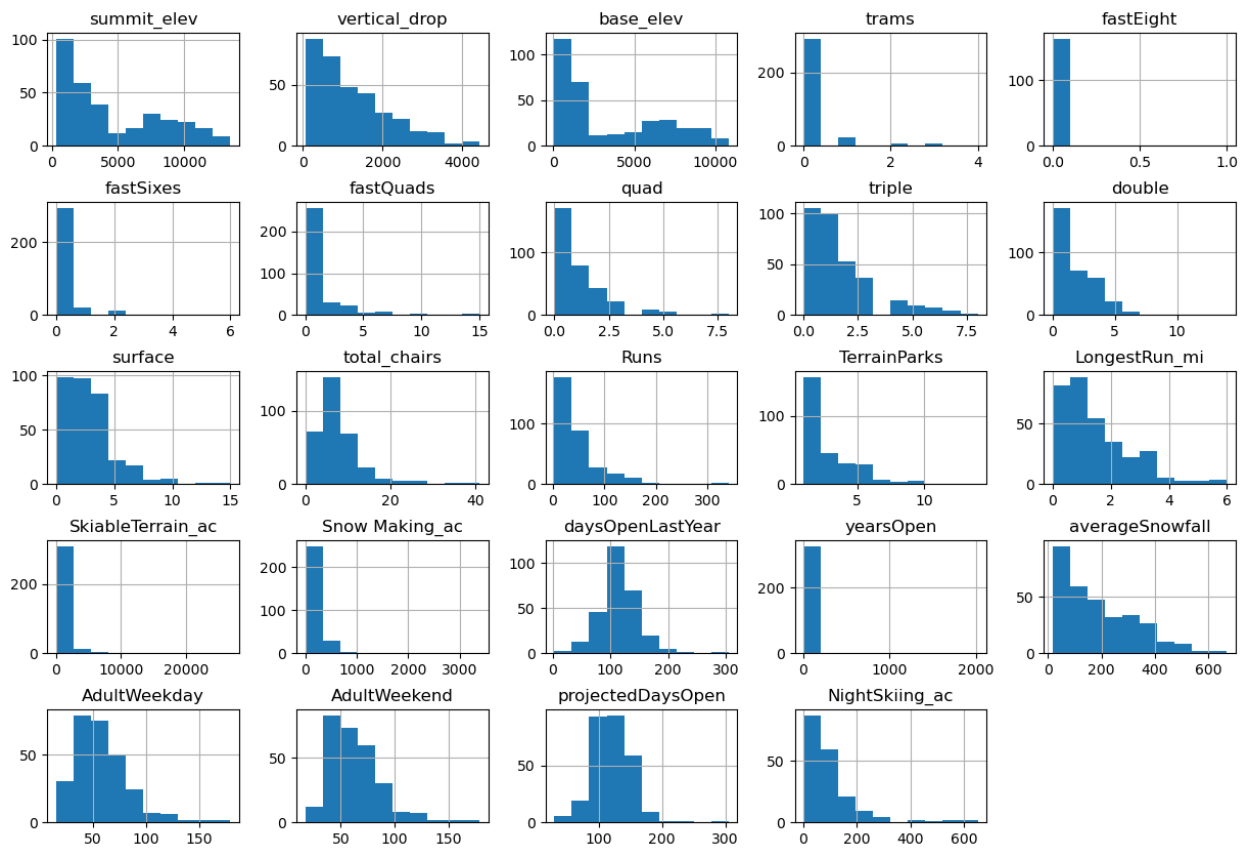 summit_elev vertical_drop base_elev trams fastEight
100 50 0 0 5000 10000
50 0 0 2000 4000
100 50 0 0 5000 10000
200 0 0 2 4
100 0 0.0 0.5 1.0
fastSixes fastQuads quad triple double
200 0 0 2 4 6
200 100 0 0 5 10 15
100 0 0.0 2.5 5.0 7.5
100 50 0 0.0 2.5 5.0 7.5
100 0 0 5 10
surface total_chairs Runs TerrainParks LongestRun_mi
100 50 0 0 5 10 15
100 0 0 20 40
100 0 0 100 200 300
100 0 5 10
50 0 0 2 4 6
SkiableTerrain_ac Snow Making_ac daysOpenLastYear yearsOpen averageSnowfall
200 0 0 10000 20000
200 100 0 0 1000 2000 3000
100 50 0 0 100 200 300
200 0 0 1000 2000
50 0 0 200 400 600
AdultWeekday AdultWeekend projectedDaysOpen NightSkiing_ac
50 0 50 100 150
50 0 50 100 150
50 0 100 200 300
50 0 0 200 400 600